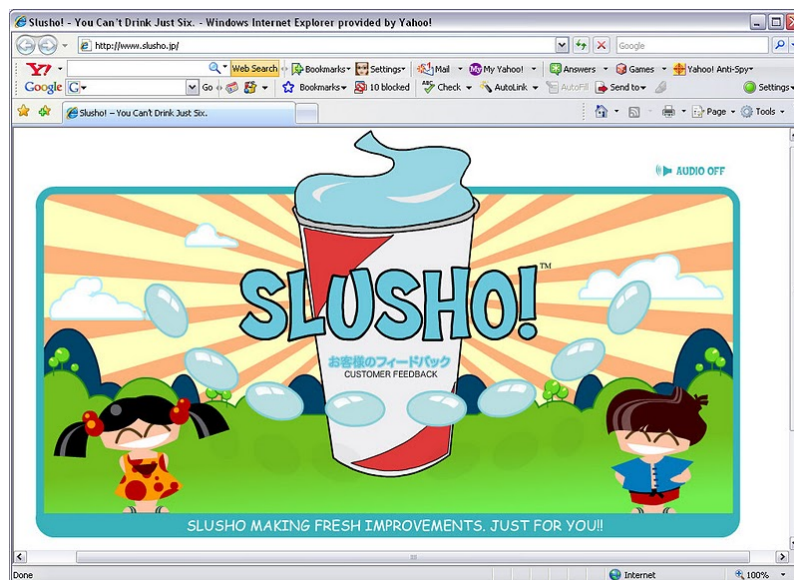 Slusho! - You Can't Drink Just Six. - Windows Internet Explorer provided by Yahoo!
http://www.slusho.jp/
Google
Y! Web Search Bookmarks Settings Mail My Yahoo! Answers Games Yahoo! Anti-Spy
Google G Go Bookmarks 10 blocked Check AutoLink AutoFill Send to Settings
Slusho! – You Can't Drink Just Six.
Page Tools
AUDIO OFF
SLUSHO!™
お客様のフィードバック
CUSTOMER FEEDBACK
SLUSHO MAKING FRESH IMPROVEMENTS. JUST FOR YOU!!
Done Internet 100%